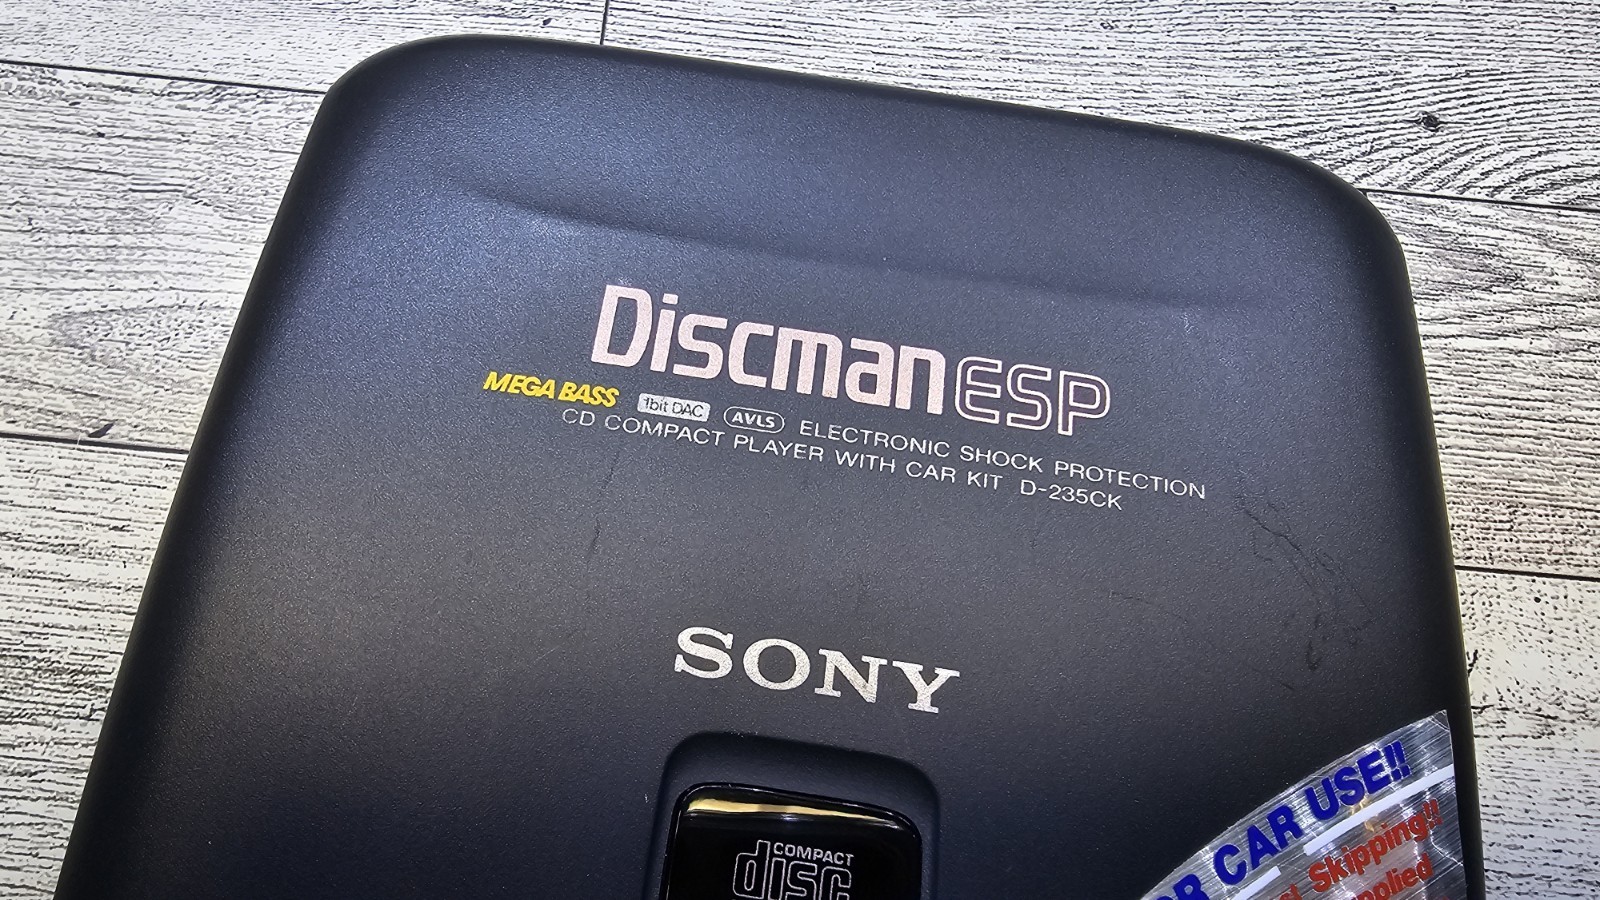 Discman ESP
MEGA BASS 1bit DAC AVLS ELECTRONIC SHOCK PROTECTION
CD COMPACT PLAYER WITH CAR KIT D-235CK
SONY
COMPACT
disc
CAR USE!!
Skipping!!